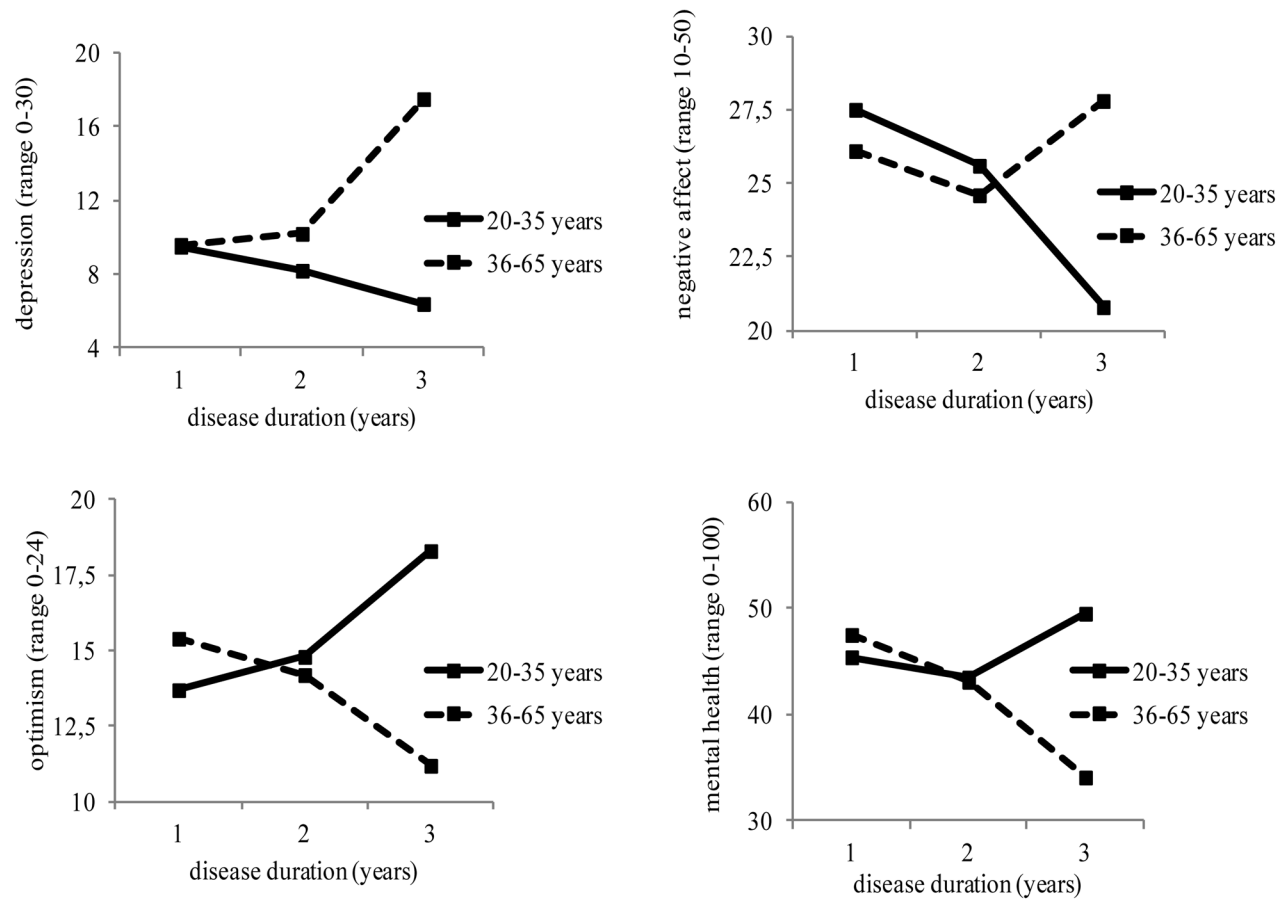 depression (range 0-30)
20
16
12
8
4
1 2 3
disease duration (years)
20-35 years
36-65 years
negative affect (range 10-50)
30
27,5
25
22,5
20
1 2 3
disease duration (years)
20-35 years
36-65 years
optimism (range 0-24)
20
17,5
15
12,5
10
1 2 3
disease duration (years)
20-35 years
36-65 years
mental health (range 0-100)
60
50
40
30
1 2 3
disease duration (years)
20-35 years
36-65 years